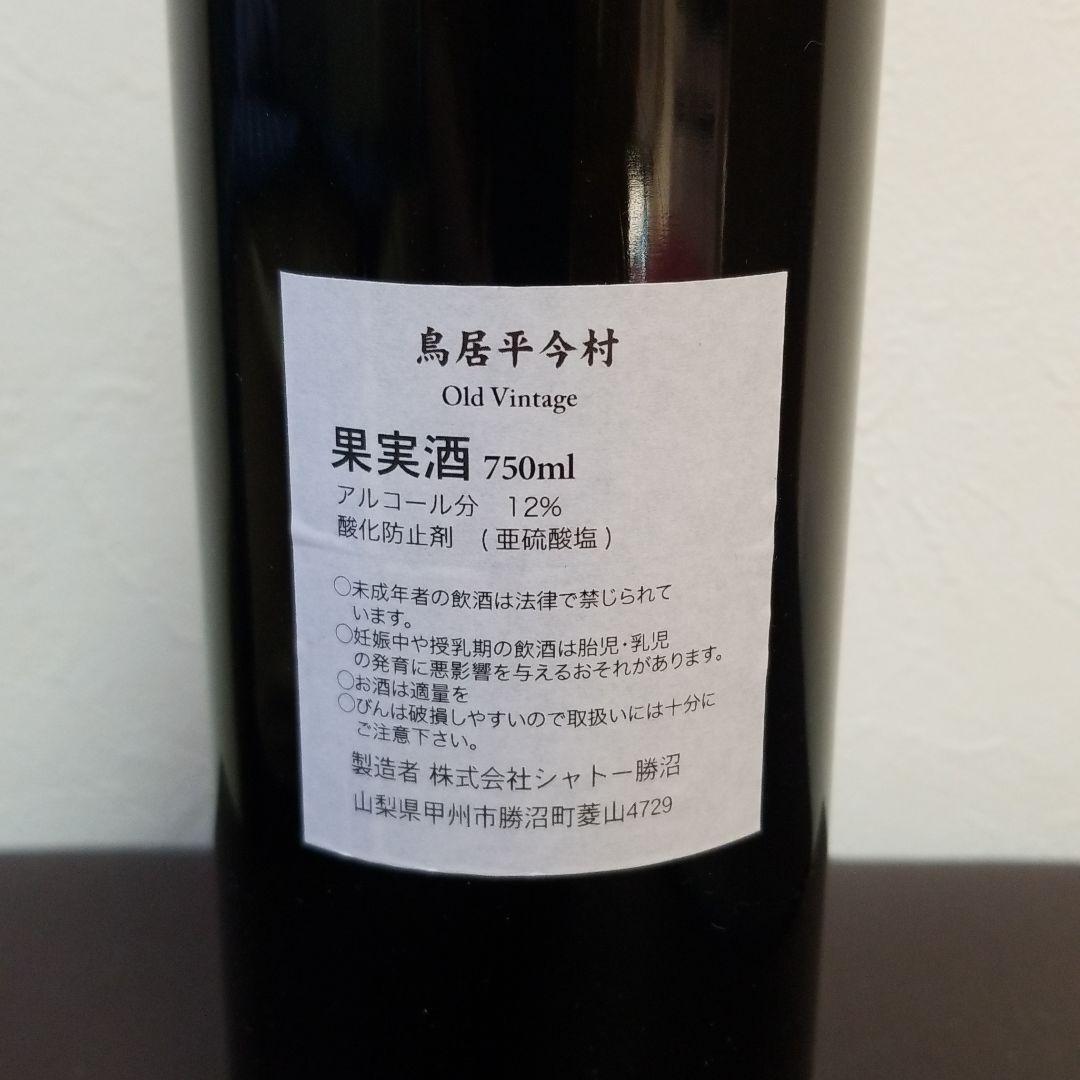 鳥居平今村
Old Vintage
果実酒 750ml
アルコール分 12%
酸化防止剤 (亜硫酸塩)
○未成年者の飲酒は法律で禁じられて
います。
○妊娠中や授乳期の飲酒は胎児・乳児
の発育に悪影響を与えるおそれがあります。
○お酒は適量を
○びんは破損しやすいので取扱いには十分に
ご注意下さい。
製造者 株式会社シャトー勝沼
山梨県甲州市勝沼町菱山4729